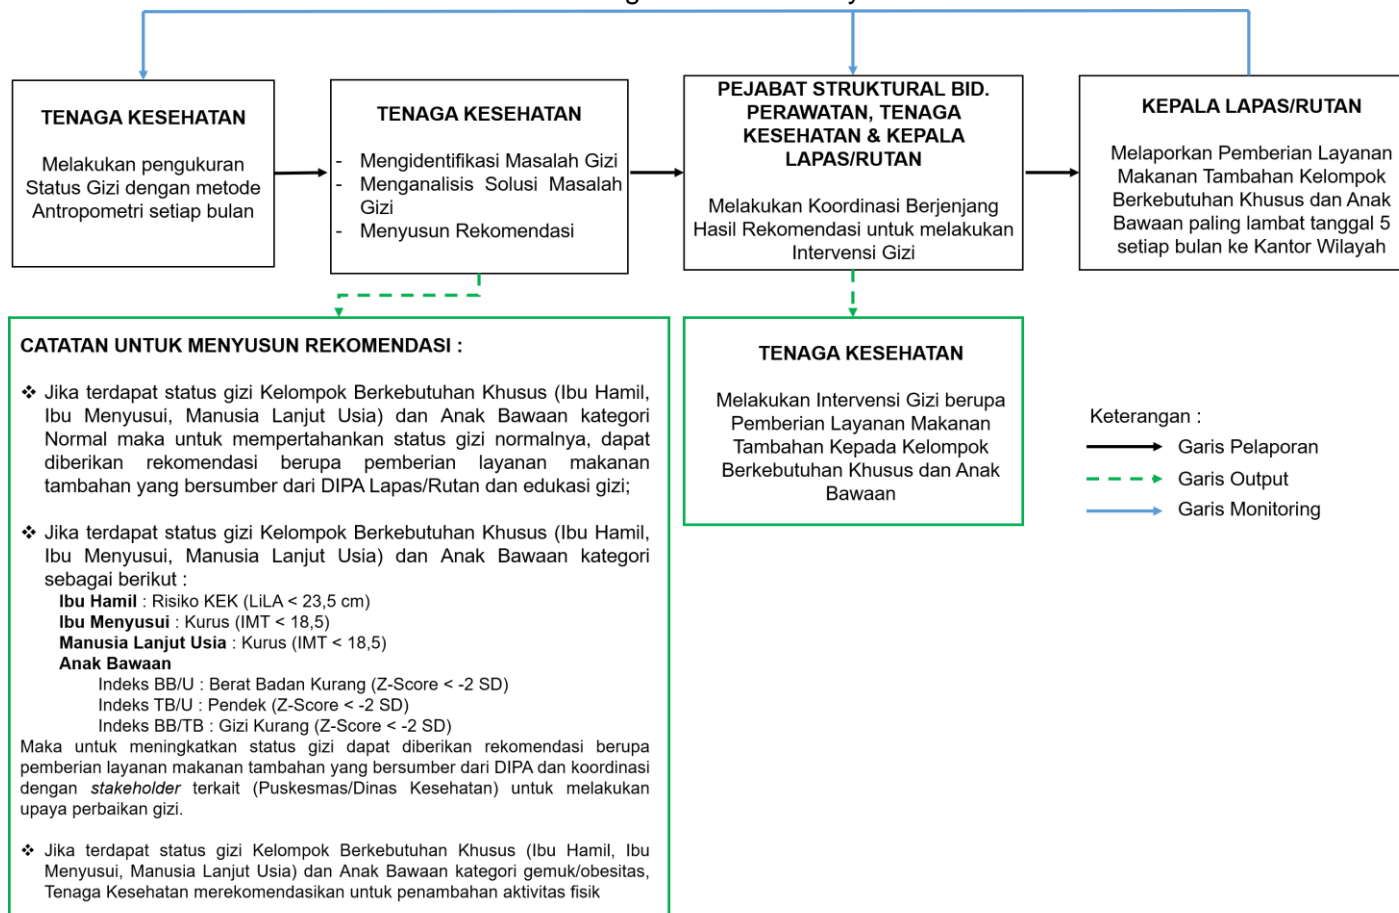 TENAGA KESEHATAN
Melakukan pengukuran
Status Gizi dengan metode
Antropometri setiap bulan
TENAGA KESEHATAN
- Mengidentifikasi Masalah Gizi
- Menganalisis Solusi Masalah
Gizi
- Menyusun Rekomendasi
PEJABAT STRUKTURAL BID.
PERAWATAN, TENAGA
KESEHATAN & KEPALA
LAPAS/RUTAN
Melakukan Koordinasi Berjenjang
Hasil Rekomendasi untuk melakukan
Intervensi Gizi
KEPALA LAPAS/RUTAN
Melaporkan Pemberian Layanan
Makanan Tambahan Kelompok
Berkebutuhan Khusus dan Anak
Bawaan paling lambat tanggal 5
setiap bulan ke Kantor Wilayah
CATATAN UNTUK MENYUSUN REKOMENDASI :
❖ Jika terdapat status gizi Kelompok Berkebutuhan Khusus (Ibu Hamil,
Ibu Menyusui, Manusia Lanjut Usia) dan Anak Bawaan kategori
Normal maka untuk mempertahankan status gizi normalnya, dapat
diberikan rekomendasi berupa pemberian layanan makanan
tambahan yang bersumber dari DIPA Lapas/Rutan dan edukasi gizi;
❖ Jika terdapat status gizi Kelompok Berkebutuhan Khusus (Ibu Hamil,
Ibu Menyusui, Manusia Lanjut Usia) dan Anak Bawaan kategori
sebagai berikut :
Ibu Hamil : Risiko KEK (LiLA < 23,5 cm)
Ibu Menyusui : Kurus (IMT < 18,5)
Manusia Lanjut Usia : Kurus (IMT < 18,5)
Anak Bawaan
Indeks BB/U : Berat Badan Kurang (Z-Score < -2 SD)
Indeks TB/U : Pendek (Z-Score < -2 SD)
Indeks BB/TB : Gizi Kurang (Z-Score < -2 SD)
Maka untuk meningkatkan status gizi dapat diberikan rekomendasi berupa
pemberian layanan makanan tambahan yang bersumber dari DIPA dan koordinasi
dengan stakeholder terkait (Puskesmas/Dinas Kesehatan) untuk melakukan
upaya perbaikan gizi.
❖ Jika terdapat status gizi Kelompok Berkebutuhan Khusus (Ibu Hamil, Ibu
Menyusui, Manusia Lanjut Usia) dan Anak Bawaan kategori gemuk/obesitas,
Tenaga Kesehatan merekomendasikan untuk penambahan aktivitas fisik
TENAGA KESEHATAN
Melakukan Intervensi Gizi berupa
Pemberian Layanan Makanan
Tambahan Kepada Kelompok
Berkebutuhan Khusus dan Anak
Bawaan
Keterangan :
Garis Pelaporan
Garis Output
Garis Monitoring